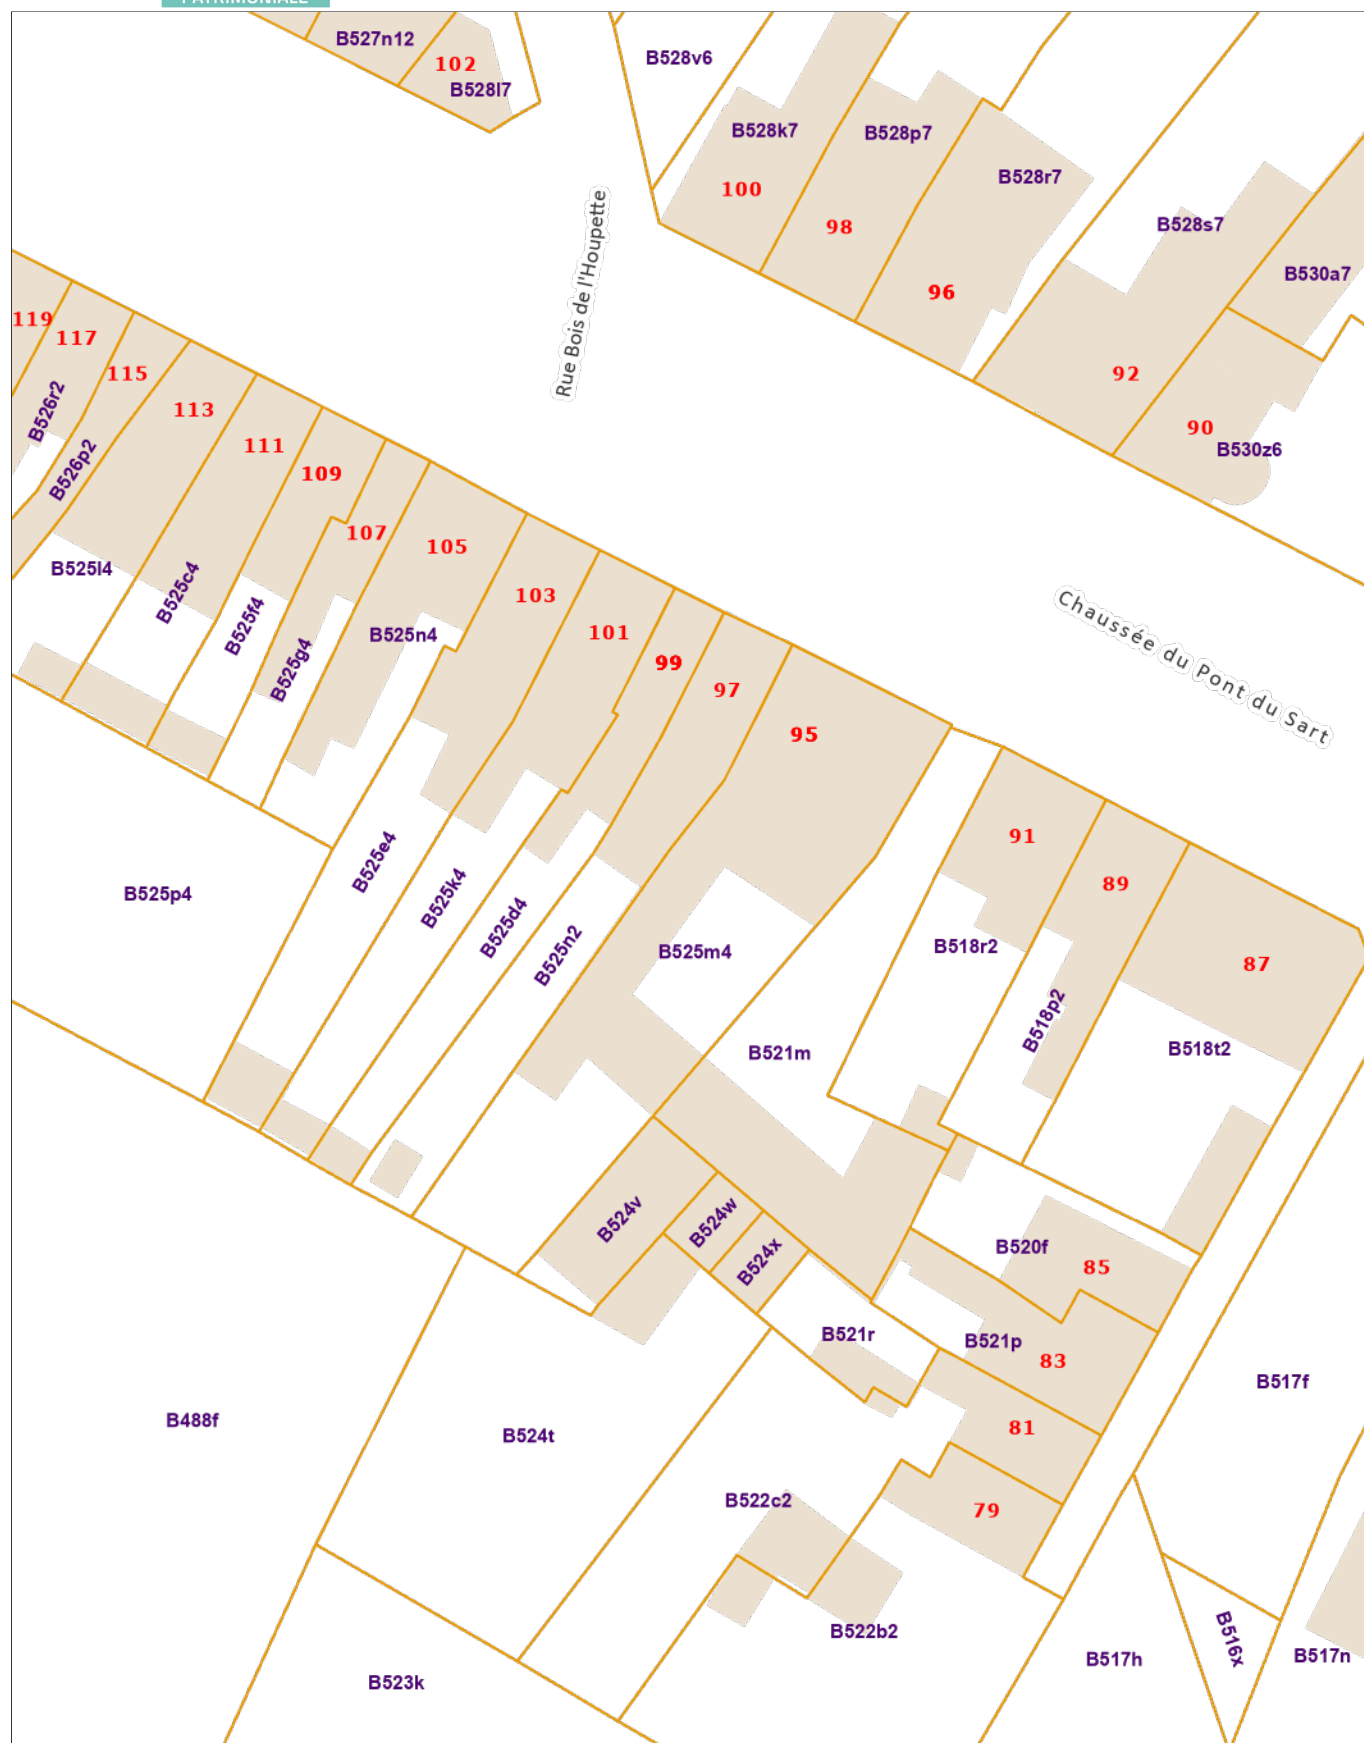 PATRIMONIALE
B527n12
102
B528l7
B528v6
B528k7
100
B528p7
98
B528r7
96
B528s7
92
B530a7
90
B530z6
Rue Bois de l'Houpette
Chaussée du Pont du Sart
119
117
115
113
111
109
107
105
103
101
99
97
95
91
89
87
B526r2
B526p2
B525l4
B525c4
B525f4
B525g4
B525n4
B525e4
B525k4
B525d4
B525n2
B525m4
B525p4
B518r2
B518p2
B518t2
B521m
B524v
B524w
B524x
B520f
85
B521r
B521p
83
81
79
B517f
B488f
B524t
B522c2
B522b2
B523k
B517h
B516x
B517n